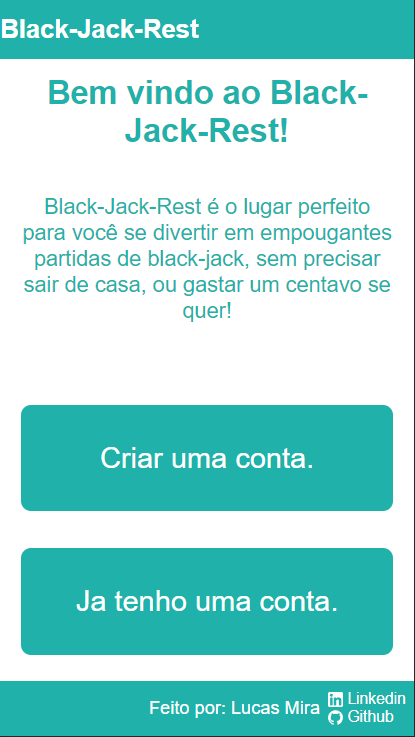 Black-Jack-Rest
Bem vindo ao Black-
Jack-Rest!
Black-Jack-Rest é o lugar perfeito
para você se divertir em empougantes
partidas de black-jack, sem precisar
sair de casa, ou gastar um centavo se
quer!
Criar uma conta.
Ja tenho uma conta.
Feito por: Lucas Mira
Linkedin
Github